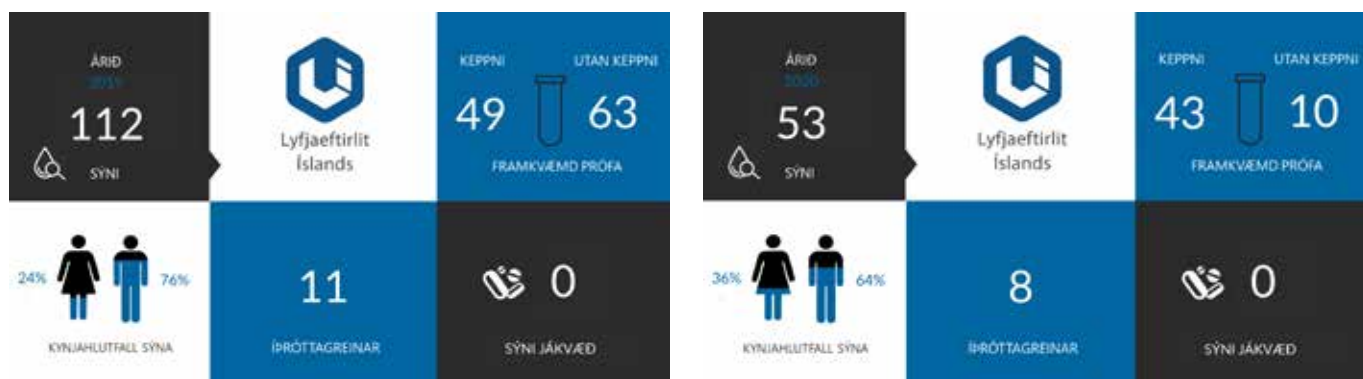 ÁRIÐ
2019
112
SÝNI
Lyfjaeftirlit
Íslands
KEPPNI
UTAN KEPPNI
49
63
FRAMKVÆMD PRÓFA
24%
76%
KYNJAHLUTFALL SÝNA
11
ÍÞRÓTTAGREINAR
0
SÝNI JÁKVÆÐ
ÁRIÐ
2020
53
SÝNI
Lyfjaeftirlit
Íslands
KEPPNI
UTAN KEPPNI
43
10
FRAMKVÆMD PRÓFA
36%
64%
KYNJAHLUTFALL SÝNA
8
ÍÞRÓTTAGREINAR
0
SÝNI JÁKVÆÐ